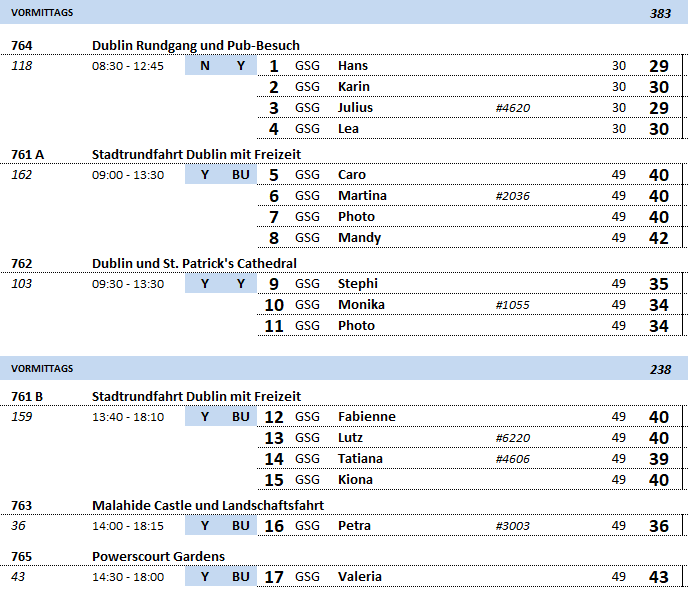 VORMITTAGS 383
764 Dublin Rundgang und Pub-Besuch
118 08:30 - 12:45 N Y 1 GSG Hans 30 29
2 GSG Karin 30 30
3 GSG Julius #4620 30 29
4 GSG Lea 30 30
761 A Stadtrundfahrt Dublin mit Freizeit
162 09:00 - 13:30 Y BU 5 GSG Caro 49 40
6 GSG Martina #2036 49 40
7 GSG Photo 49 40
8 GSG Mandy 49 42
762 Dublin und St. Patrick's Cathedral
103 09:30 - 13:30 Y Y 9 GSG Stephi 49 35
10 GSG Monika #1055 49 34
11 GSG Photo 49 34
VORMITTAGS 238
761 B Stadtrundfahrt Dublin mit Freizeit
159 13:40 - 18:10 Y BU 12 GSG Fabienne 49 40
13 GSG Lutz #6220 49 40
14 GSG Tatiana #4606 49 39
15 GSG Kiona 49 40
763 Malahide Castle und Landschaftsfahrt
36 14:00 - 18:15 Y BU 16 GSG Petra #3003 49 36
765 Powerscourt Gardens
43 14:30 - 18:00 Y BU 17 GSG Valeria 49 43